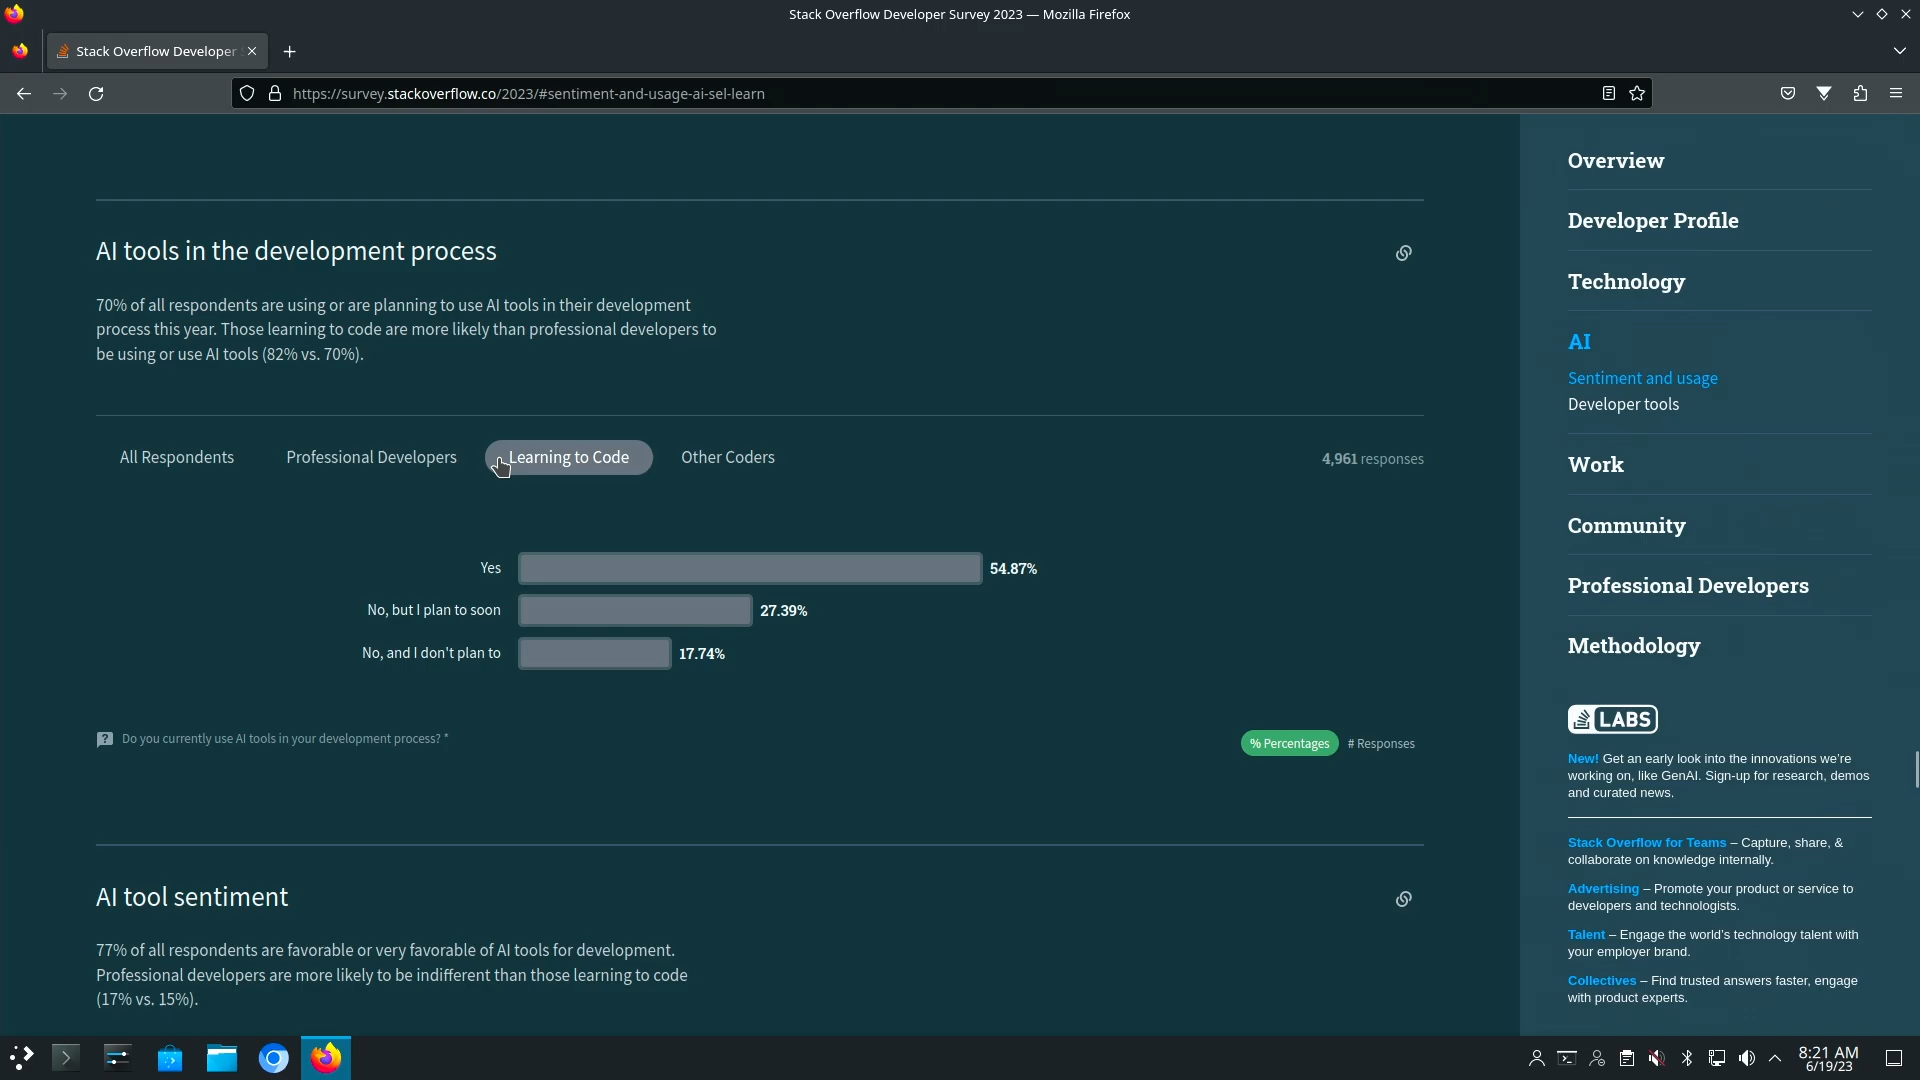 Stack Overflow Developer Survey 2023 — Mozilla Firefox
Stack Overflow Developer
https://survey.stackoverflow.co/2023/#sentiment-and-usage-ai-sel-learn
AI tools in the development process
70% of all respondents are using or are planning to use AI tools in their development
process this year. Those learning to code are more likely than professional developers to
be using or use AI tools (82% vs. 70%).
All Respondents
Professional Developers
Learning to Code
Other Coders
4,961 responses
Yes
54.87%
No, but I plan to soon
27.39%
No, and I don't plan to
17.74%
Do you currently use AI tools in your development process? *
% Percentages
# Responses
AI tool sentiment
77% of all respondents are favorable or very favorable of AI tools for development.
Professional developers are more likely to be indifferent than those learning to code
(17% vs. 15%).
Overview
Developer Profile
Technology
AI
Sentiment and usage
Developer tools
Work
Community
Professional Developers
Methodology
LABS
New! Get an early look into the innovations we're
working on, like GenAI. Sign-up for research, demos
and curated news.
Stack Overflow for Teams – Capture, share, &
collaborate on knowledge internally.
Advertising – Promote your product or service to
developers and technologists.
Talent – Engage the world's technology talent with
your employer brand.
Collectives – Find trusted answers faster, engage
with product experts.
8:21 AM
6/19/23